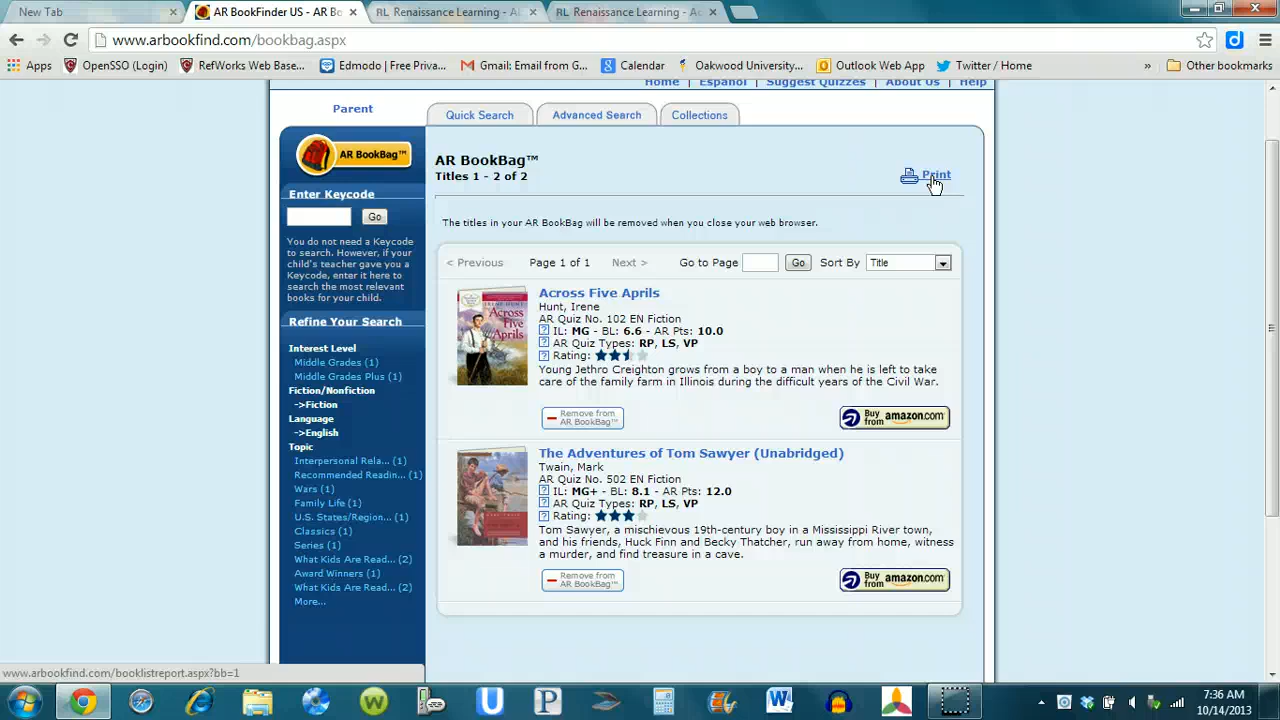 New Tab
AR BookFinder US - AR Bo
RL Renaissance Learning - AR
RL Renaissance Learning - Ac
www.arbookfind.com/bookbag.aspx
Apps
OpenSSO (Login)
RefWorks Web Base...
Edmodo | Free Priva...
Gmail: Email from G...
Calendar
Oakwood University,...
Outlook Web App
Twitter / Home
»
Other bookmarks
Home Español Suggest Quizzes About Us Help
Parent
Quick Search
Advanced Search
Collections
AR BookBag™
Enter Keycode
Go
You do not need a Keycode
to search. However, if your
child's teacher gave you a
Keycode, enter it here to
search the most relevant
books for your child.
Refine Your Search
Interest Level
Middle Grades (1)
Middle Grades Plus (1)
Fiction/Nonfiction
->Fiction
Language
->English
Topic
Interpersonal Rela... (1)
Recommended Readin... (1)
Wars (1)
Family Life (1)
U.S. States/Region... (1)
Classics (1)
Series (1)
What Kids Are Read... (2)
Award Winners (1)
What Kids Are Read... (2)
More...
AR BookBag™
Titles 1 - 2 of 2
Print
The titles in your AR BookBag will be removed when you close your web browser.
< Previous Page 1 of 1 Next > Go to Page Go Sort By Title
Across Five Aprils
Hunt, Irene
AR Quiz No. 102 EN Fiction
? IL: MG - BL: 6.6 - AR Pts: 10.0
? AR Quiz Types: RP, LS, VP
? Rating:
Young Jethro Creighton grows from a boy to a man when he is left to take
care of the family farm in Illinois during the difficult years of the Civil War.
IRENE HUNT
Across
Five
Aprils
Remove from
AR BookBag™
Buy from amazon.com
The Adventures of Tom Sawyer (Unabridged)
Twain, Mark
AR Quiz No. 502 EN Fiction
? IL: MG+ - BL: 8.1 - AR Pts: 12.0
? AR Quiz Types: RP, LS, VP
? Rating:
Tom Sawyer, a mischievous 19th-century boy in a Mississippi River town,
and his friends, Huck Finn and Becky Thatcher, run away from home, witness
a murder, and find treasure in a cave.
Remove from
AR BookBag™
Buy from amazon.com
www.arbookfind.com/booklistreport.aspx?bb=1
7:36 AM
10/14/2013